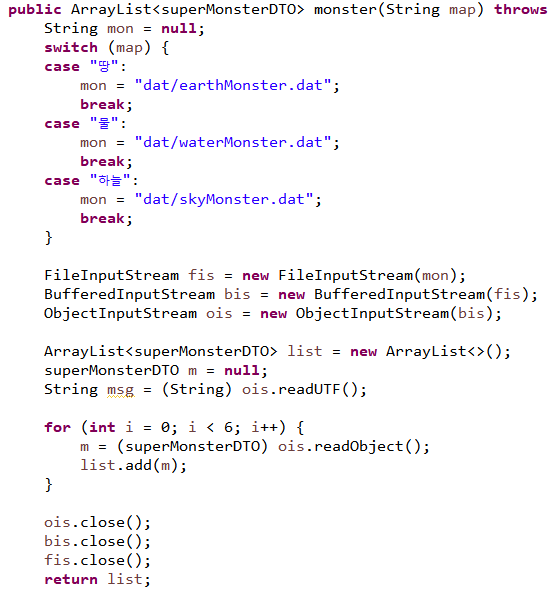 public ArrayList<superMonsterDTO> monster(String map) throws
String mon = null;
switch (map) {
case "땅":
mon = "dat/earthMonster.dat";
break;
case "물":
mon = "dat/waterMonster.dat";
break;
case "하늘":
mon = "dat/skyMonster.dat";
break;
}
FileInputStream fis = new FileInputStream(mon);
BufferedInputStream bis = new BufferedInputStream(fis);
ObjectInputStream ois = new ObjectInputStream(bis);
ArrayList<superMonsterDTO> list = new ArrayList<>();
superMonsterDTO m = null;
String msg = (String) ois.readUTF();
for (int i = 0; i < 6; i++) {
m = (superMonsterDTO) ois.readObject();
list.add(m);
}
ois.close();
bis.close();
fis.close();
return list;